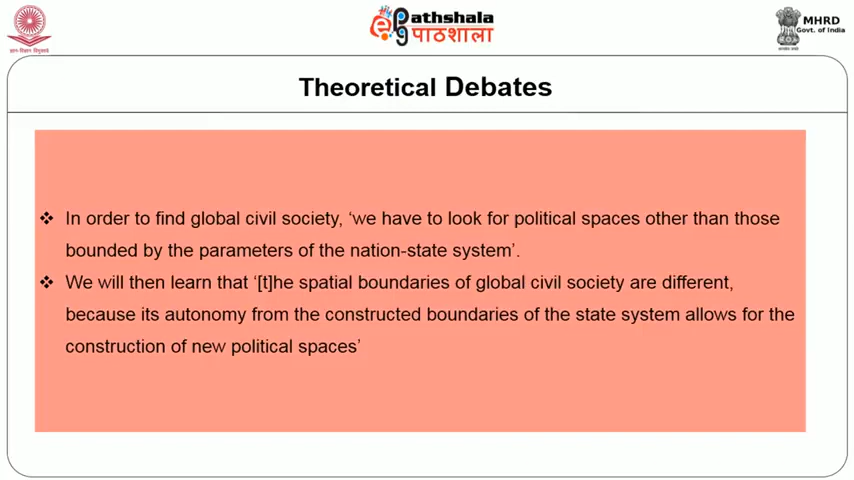 ePathshala
पाठशाला
MHRD
Govt. of India
Theoretical Debates
❖ In order to find global civil society, ‘we have to look for political spaces other than those
bounded by the parameters of the nation-state system’.
❖ We will then learn that ‘[t]he spatial boundaries of global civil society are different,
because its autonomy from the constructed boundaries of the state system allows for the
construction of new political spaces’